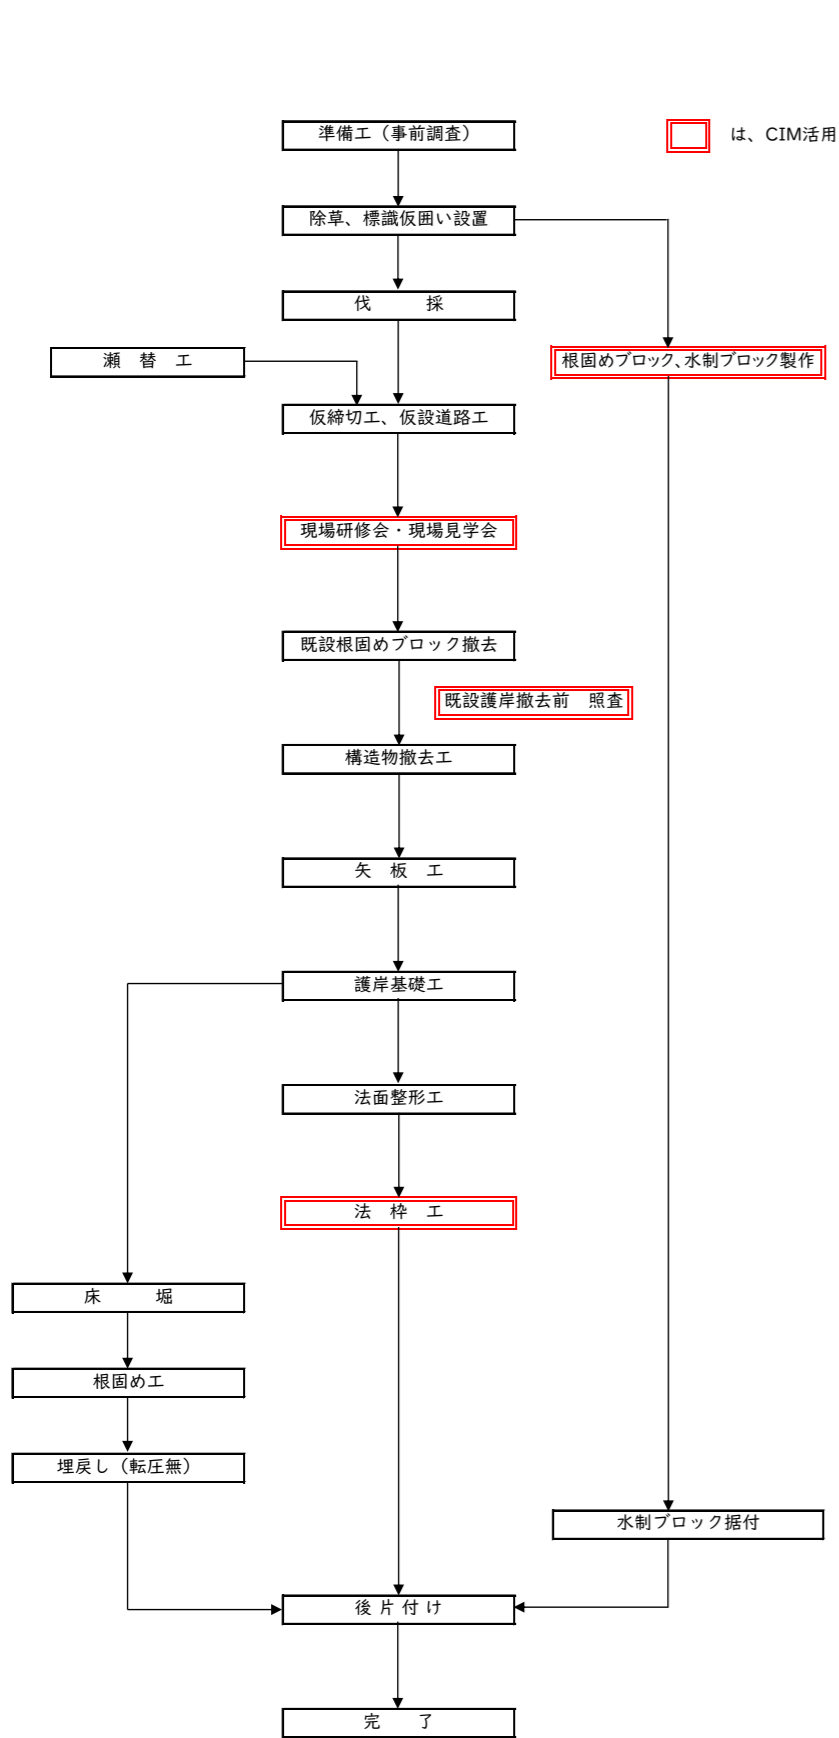 準備工（事前調査）
は、CIM活用
除草、標識仮囲い設置
伐　　　採
瀬　替　工
根固めブロック、水制ブロック製作
仮締切工、仮設道路工
現場研修会・現場見学会
既設根固めブロック撤去
既設護岸撤去前　照査
構造物撤去工
矢　板　工
護岸基礎工
法面整形工
法　枠　工
床　　　堀
根固め工
埋戻し（転圧無）
水制ブロック据付
後 片 付 け
完　　了